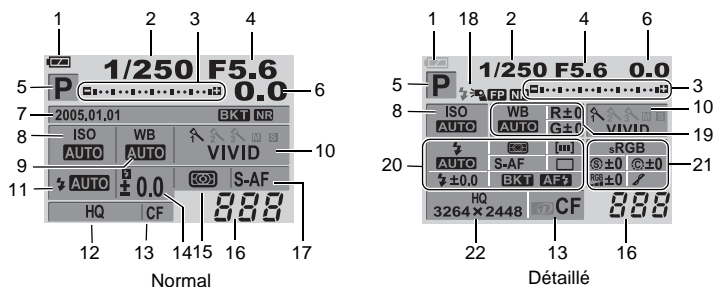 1 2 3 4
1/250 F5.6
5 P 0.0 6
7 2005,01,01 BKT NR
8 ISO WB
AUTO AUTO M S
9 VIVID 10
11 AUTO ± 0.0 S-AF
HQ CF 888
12 13 14 15 16 17
Normal
1 18 2 4 6
1/250 F5.6 0.0
5 P FP NR 3
8 ISO WB R±0 10
AUTO AUTO G±0 M S
VIVID 19
20 sRGB 21
AUTO S-AF S±0 C±0
±0.0 BKT AF RGB ±0
HQ
3264×2448 CF 888
22 13 16
Détaillé